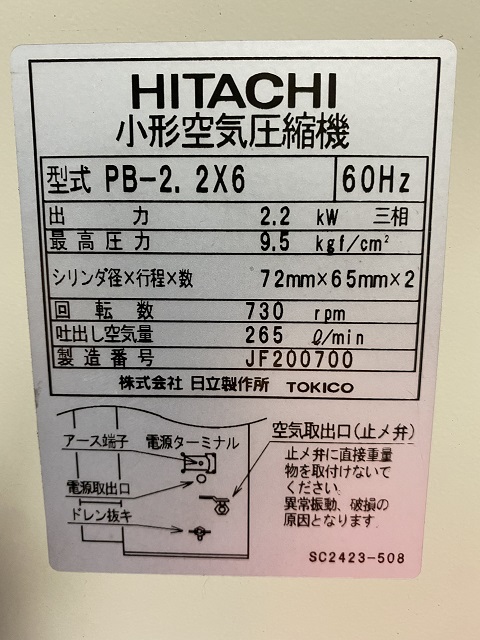 HITACHI
小形空気圧縮機
型式 PB-2.2X6 60Hz
出力 2.2 kW 三相
最高圧力 9.5 kgf/cm²
シリンダ径×行程×数 72mm×65mm×2
回転数 730 rpm
吐出し空気量 265 ℓ/min
製造番号 JF200700
株式会社 日立製作所 TOKICO
アース端子 電源ターミナル
電源取出口
ドレン抜キ
空気取出口(止メ弁)
止メ弁に直接重量
物を取付けないで
ください。
異常振動、破損の
原因となります。
SC2423-508